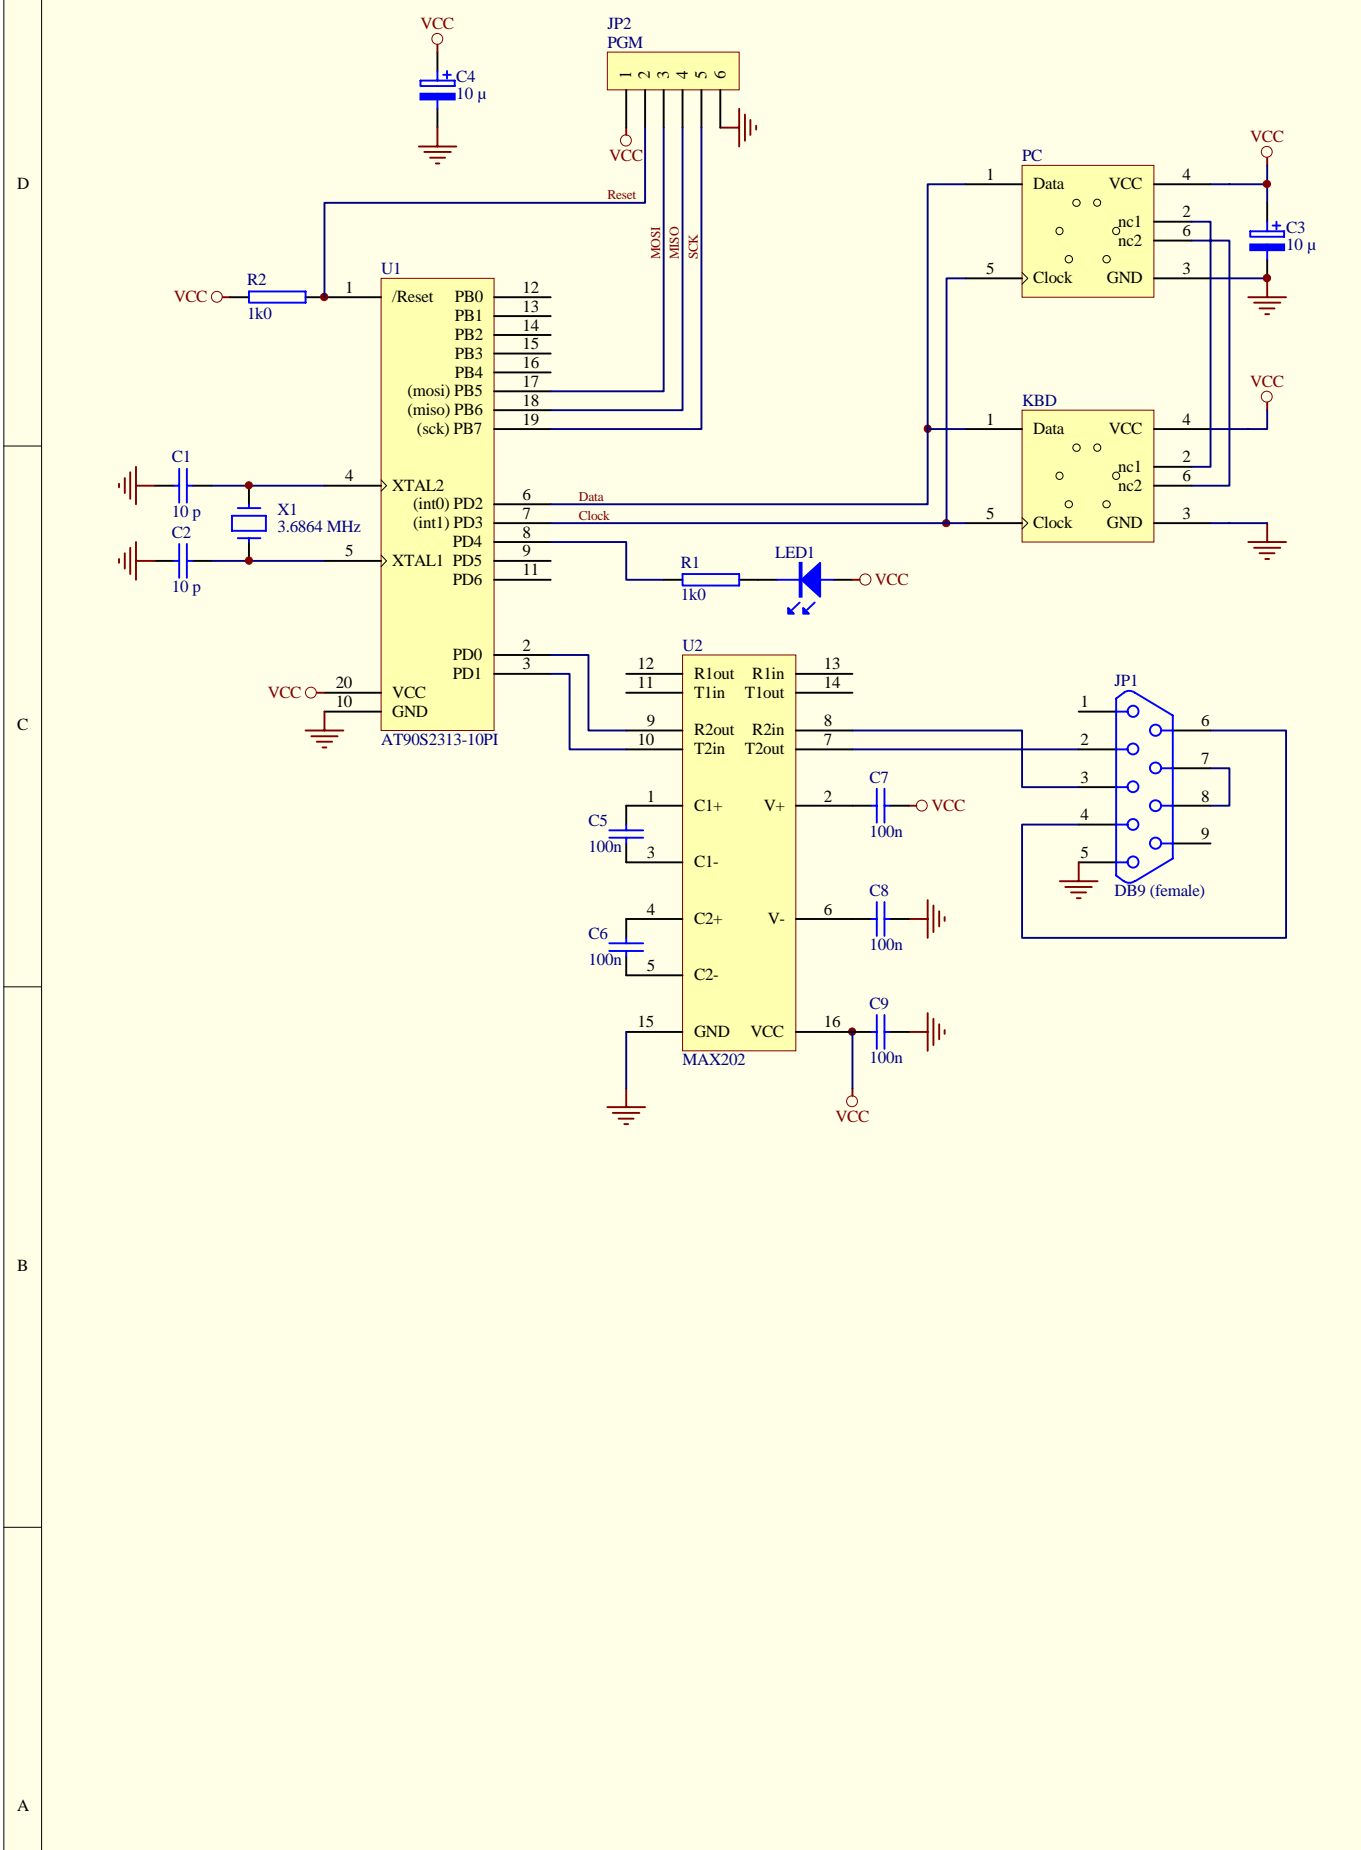 VCC
C4
10 µ
JP2
PGM
1 2 3 4 5 6
VCC
Reset
MOSI
MISO
SCK
D
VCC
R2
1k0
U1
1 /Reset PB0 12
PB1 13
PB2 14
PB3 15
PB4 16
(mosi) PB5 17
(miso) PB6 18
(sck) PB7 19
4 XTAL2
(int0) PD2 6
(int1) PD3 7
PD4 8
5 XTAL1 PD5 9
PD6 11
PD0 2
PD1 3
VCC 20 VCC
10 GND
AT90S2313-10PI
C1
10 p
X1
3.6864 MHz
C2
10 p
Data
Clock
R1
1k0
LED1
VCC
PC
1 Data VCC 4
nc1 2
nc2 6
5 Clock GND 3
VCC
C3
10 µ
KBD
1 Data VCC 4
nc1 2
nc2 6
5 Clock GND 3
VCC
C
U2
12 R1out R1in 13
11 T1in T1out 14
9 R2out R2in 8
10 T2in T2out 7
1 C1+ V+ 2
3 C1-
4 C2+ V- 6
5 C2-
15 GND VCC 16
MAX202
C5
100n
C6
100n
C7
100n
VCC
C8
100n
C9
100n
VCC
JP1
1
6
2
7
3
8
4
9
5
DB9 (female)
B
A